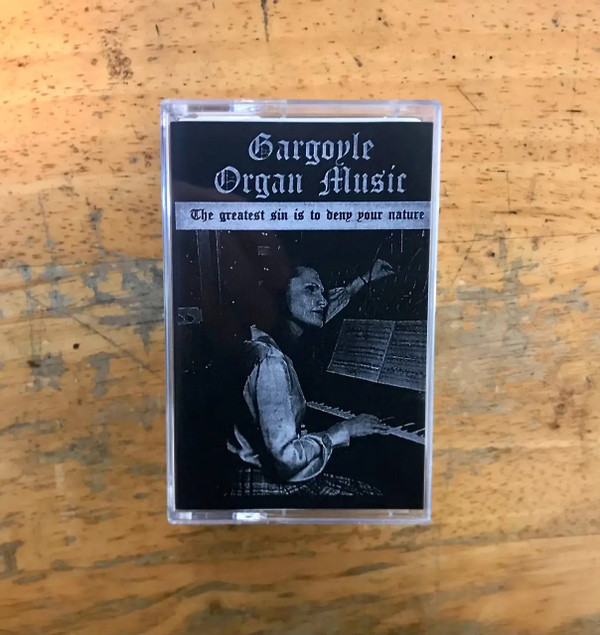 Gargoyle
Organ Music
The greatest sin is to deny your nature